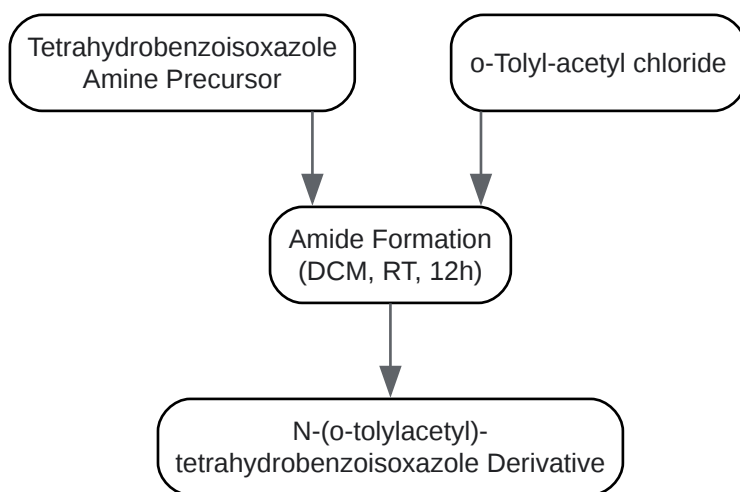 Tetrahydrobenzoisoxazole
Amine Precursor
o-Tolyl-acetyl chloride
Amide Formation
(DCM, RT, 12h)
N-(o-tolylacetyl)-
tetrahydrobenzoisoxazole Derivative